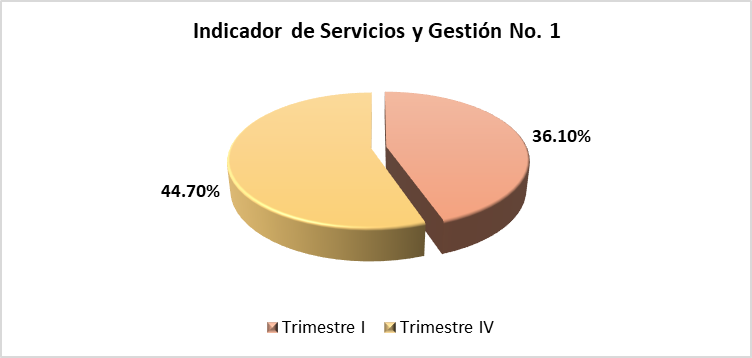 Indicador de Servicios y Gestión No. 1
36.10%
44.70%
Trimestre I
Trimestre IV